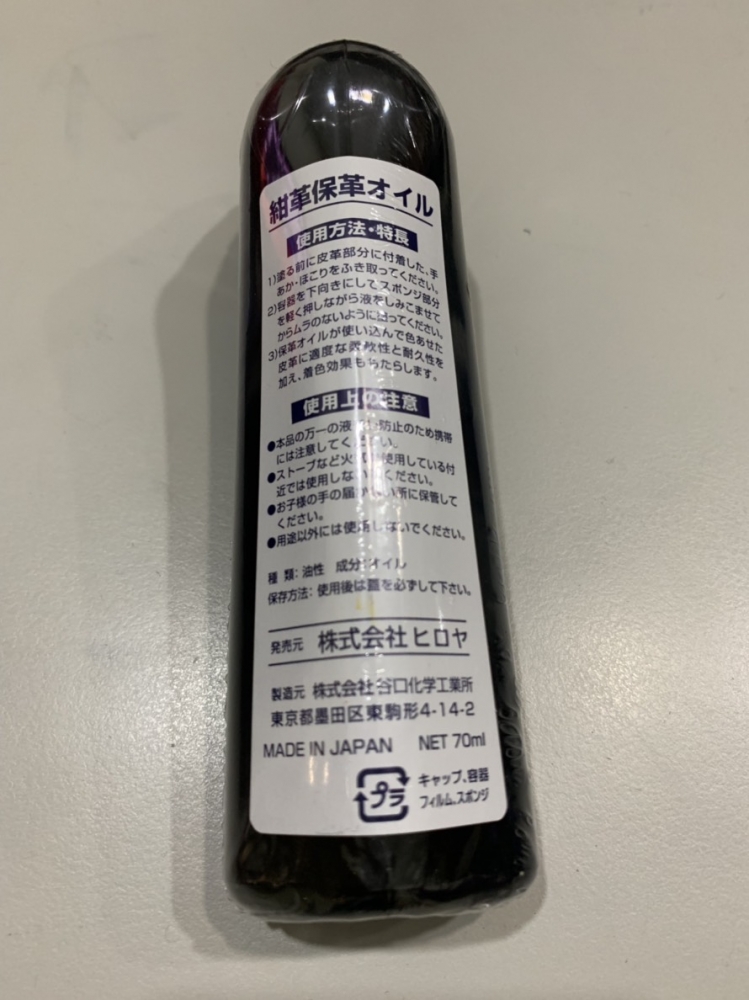 紺革保革オイル
使用方法・特長
1)塗る前に皮革部分に付着した、手
あか・ほこりをふき取ってください。
2)容器を下向きにしてスポンジ部分
を軽く押しながら液をしみこませて
からムラのないように塗ってください。
3)保革オイルが使い込んで色あせた
皮革に適度な柔軟性と耐久性を
加え、着色効果もらします。
使用上の注意
●本品の万一の液防止のため携帯
には注意してください。
●ストーブなど火使用している付
近では使用しないください。
●お子様の手の届かない所に保管して
ください。
●用途以外には使用しないでください。
種類:油性 成分:オイル
保存方法:使用後は蓋を必ずして下さい。
発売元 株式会社ヒロヤ
製造元 株式会社谷口化学工業所
東京都墨田区東駒形4-14-2
MADE IN JAPAN NET 70ml
プラ
キャップ、容器
フィルム、スポンジ